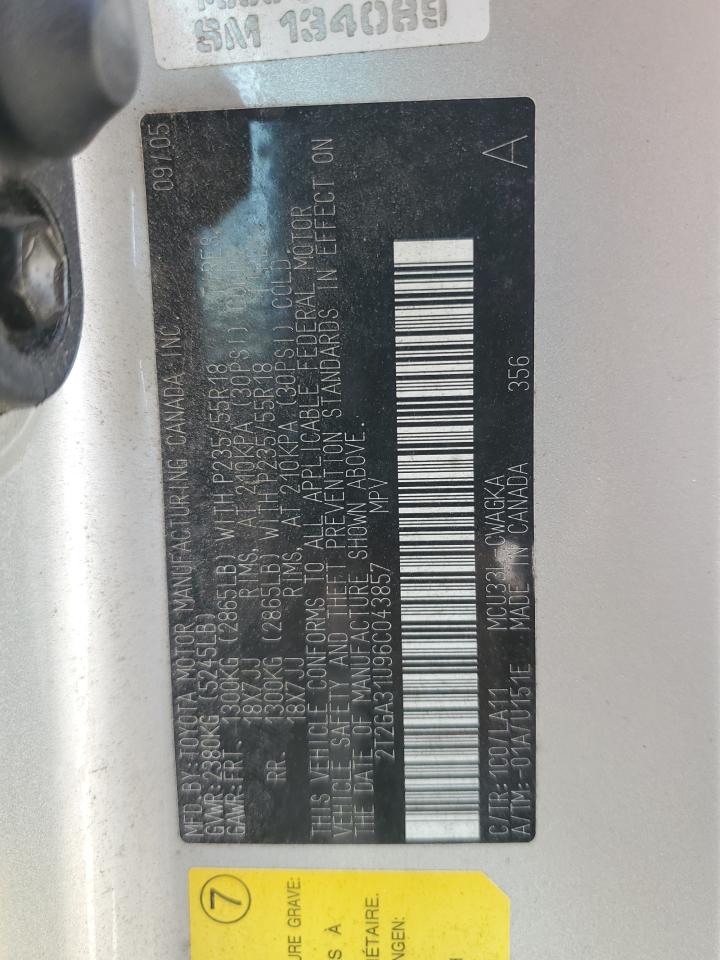 SM 134089
MFD BY:TOYOTA MOTOR MANUFACTURING CANADA INC. 09/05
GVWR:2380KG (5245LB)
GAWR:FRT. 1300KG (2865LB) WITH P235/55R18
18X7JJ RIMS, AT 210KPA (30PSI)
RR. 1300KG (2865LB) WITH P235/55R18
18X7JJ RIMS, AT 210KPA (30PSI) COLD.
THIS VEHICLE CONFORMS TO ALL APPLICABLE FEDERAL MOTOR
VEHICLE SAFETY AND THEFT PREVENTION STANDARDS IN EFFECT ON
THE DATE OF MANUFACTURE SHOWN ABOVE.
2T2GA31U96C043857 MPV
A
C/TR:1C0/LA11 MCU33L-CWAGKA 356
A/TM:-01A/U151E MADE IN CANADA
7
URE GRAVE:
S À
ÉTAIRE.
NGEN: